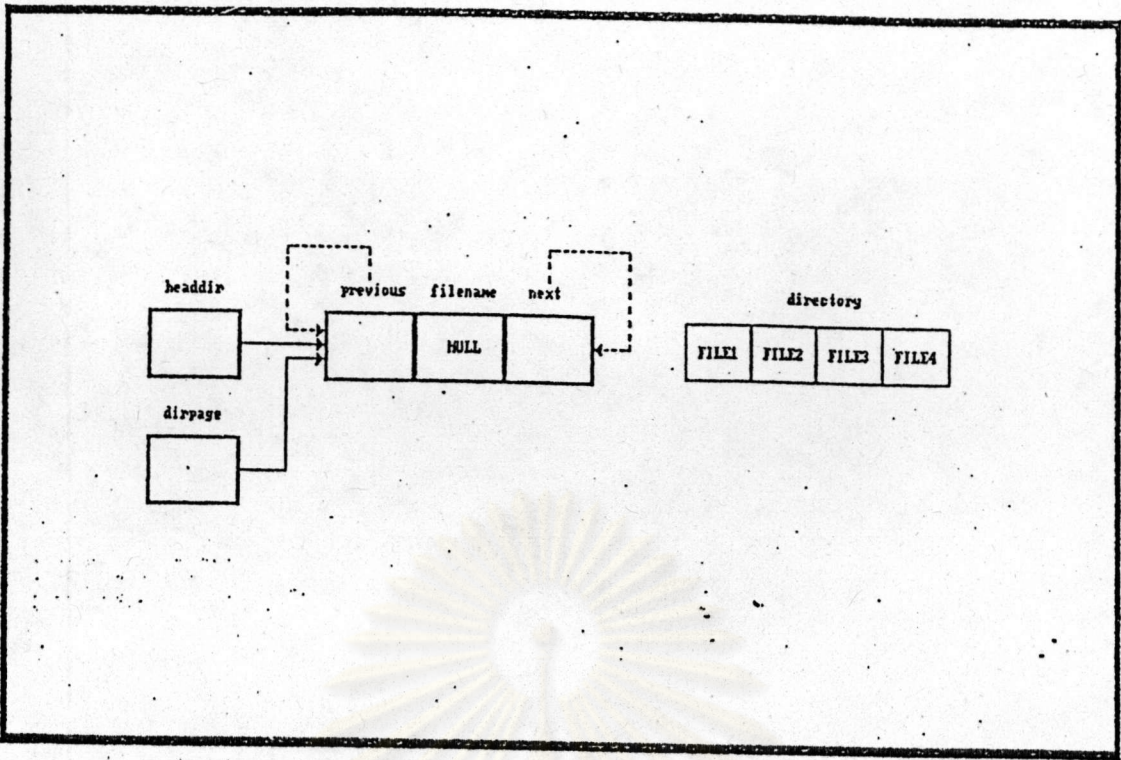 headdir
previous filename next
directory
NULL
FILE1 FILE2 FILE3 FILE4
dirpage